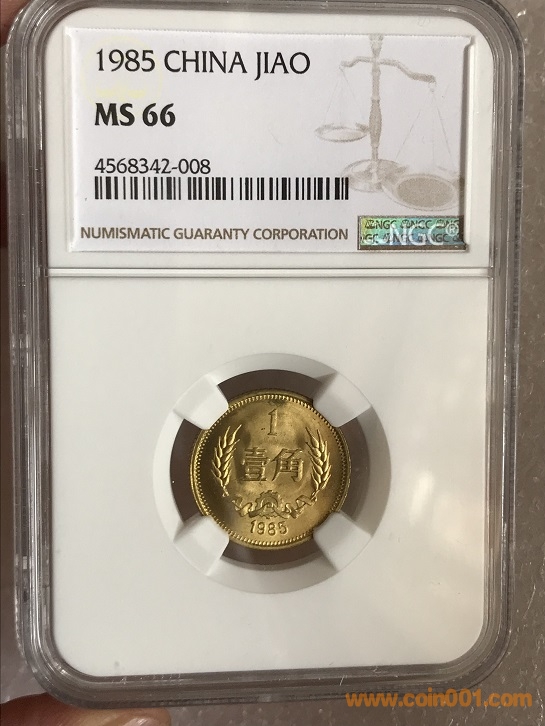 1985 CHINA JIAO
MS 66
4568342-008
NUMISMATIC GUARANTY CORPORATION
NGC®
1
壹角
1985
www.coin001.com